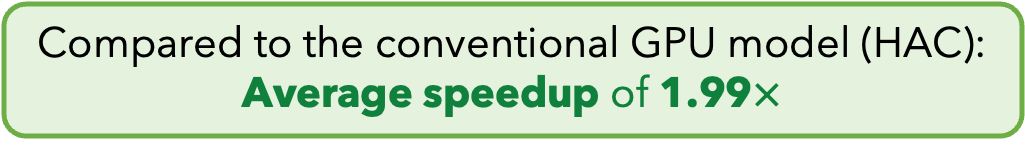 Compared to the conventional GPU model (HAC):
Average speedup of 1.99×